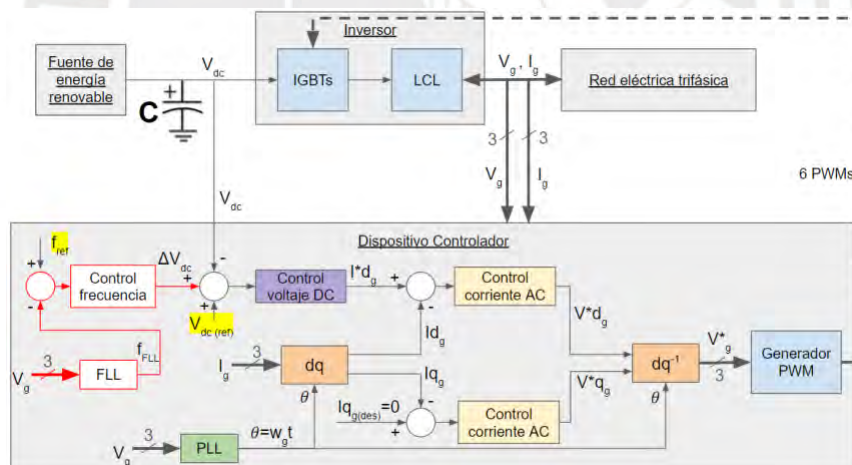 Inversor
Fuente de
energía
renovable
V dc
IGBTs
LCL
V g , I g
Red eléctrica trifásica
+
C
3
3
V g
I g
6 PWMs
V dc
Dispositivo Controlador
f ref
+
-
Control
frecuencia
ΔV dc
+
-
+
V dc (ref)
Control
voltaje DC
I*d g
+
-
Control
corriente AC
V*d g
Id g
f FLL
V g
3
FLL
I g
3
dq
Iq g
θ
V*q g
dq⁻¹
θ
V* g
3
Generador
PWM
Iq g(des) =0
-
+
Control
corriente AC
V g
3
PLL
θ=w g t